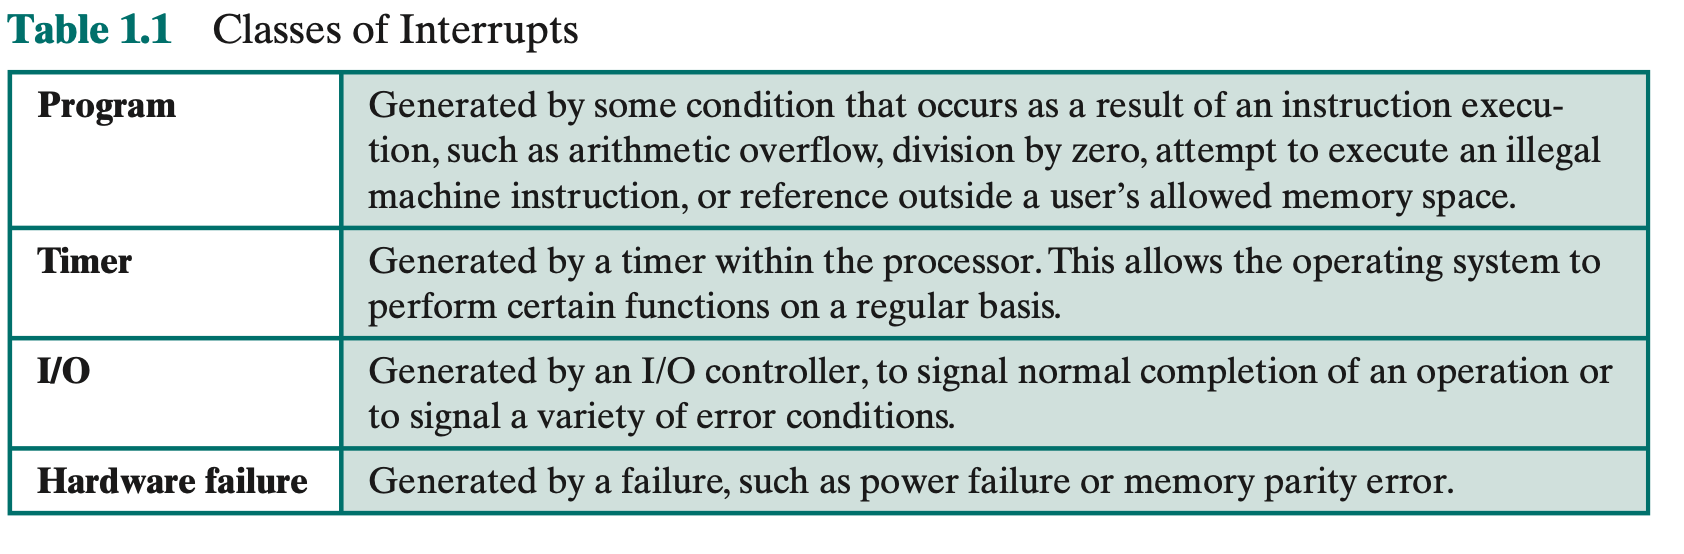 Table 1.1 Classes of Interrupts
Program
Generated by some condition that occurs as a result of an instruction execu-
tion, such as arithmetic overflow, division by zero, attempt to execute an illegal
machine instruction, or reference outside a user’s allowed memory space.
Timer
Generated by a timer within the processor. This allows the operating system to
perform certain functions on a regular basis.
I/O
Generated by an I/O controller, to signal normal completion of an operation or
to signal a variety of error conditions.
Hardware failure
Generated by a failure, such as power failure or memory parity error.